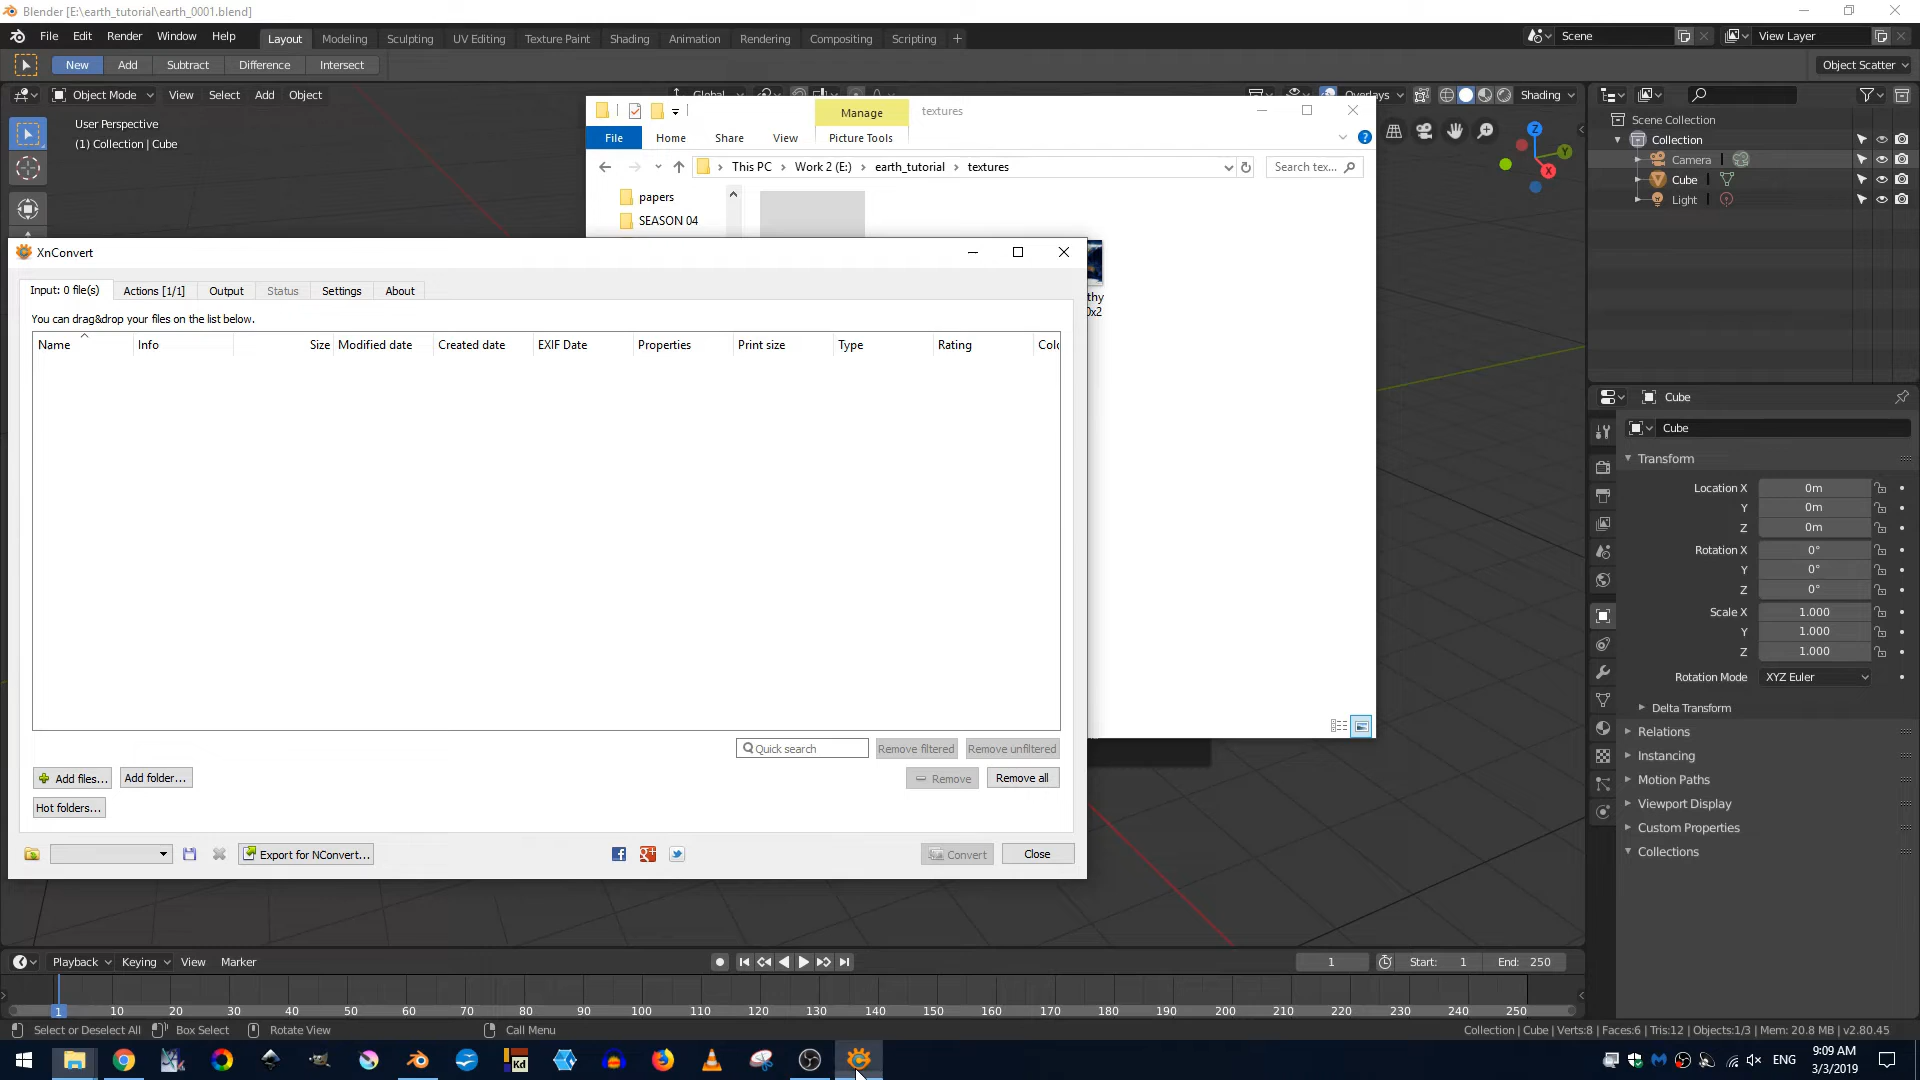 Blender [E:\earth_tutorial\earth_0001.blend]
File Edit Render Window Help Layout Modeling Sculpting UV Editing Texture Paint Shading Animation Rendering Compositing Scripting Scene View Layer
New Add Subtract Difference Intersect Object Scatter
Object Mode View Select Add Object Global Overlays Shading
User Perspective
(1) Collection | Cube
Manage textures
File Home Share View Picture Tools
This PC Work 2 (E:) earth_tutorial textures Search tex...
papers
SEASON 04
thy
0x2
XnConvert
Input: 0 file(s) Actions [1/1] Output Status Settings About
You can drag&drop your files on the list below.
Name Info Size Modified date Created date EXIF Date Properties Print size Type Rating Colo
Quick search Remove filtered Remove unfiltered
Add files... Add folder... Remove Remove all
Hot folders...
Export for NConvert... Convert Close
Scene Collection
Collection
Camera
Cube
Light
Cube
Cube
Transform
Location X 0m
Y 0m
Z 0m
Rotation X 0°
Y 0°
Z 0°
Scale X 1.000
Y 1.000
Z 1.000
Rotation Mode XYZ Euler
Delta Transform
Relations
Instancing
Motion Paths
Viewport Display
Custom Properties
Collections
Playback Keying View Marker 1 Start: 1 End: 250
1 10 20 30 40 50 60 70 80 90 100 110 120 130 140 150 160 170 180 190 200 210 220 230 240 250
Select or Deselect All Box Select Rotate View Call Menu Collection | Cube | Verts:8 | Faces:6 | Tris:12 | Objects:1/3 | Mem: 20.8 MB | v2.80.45
Kd ENG 9:09 AM
3/3/2019